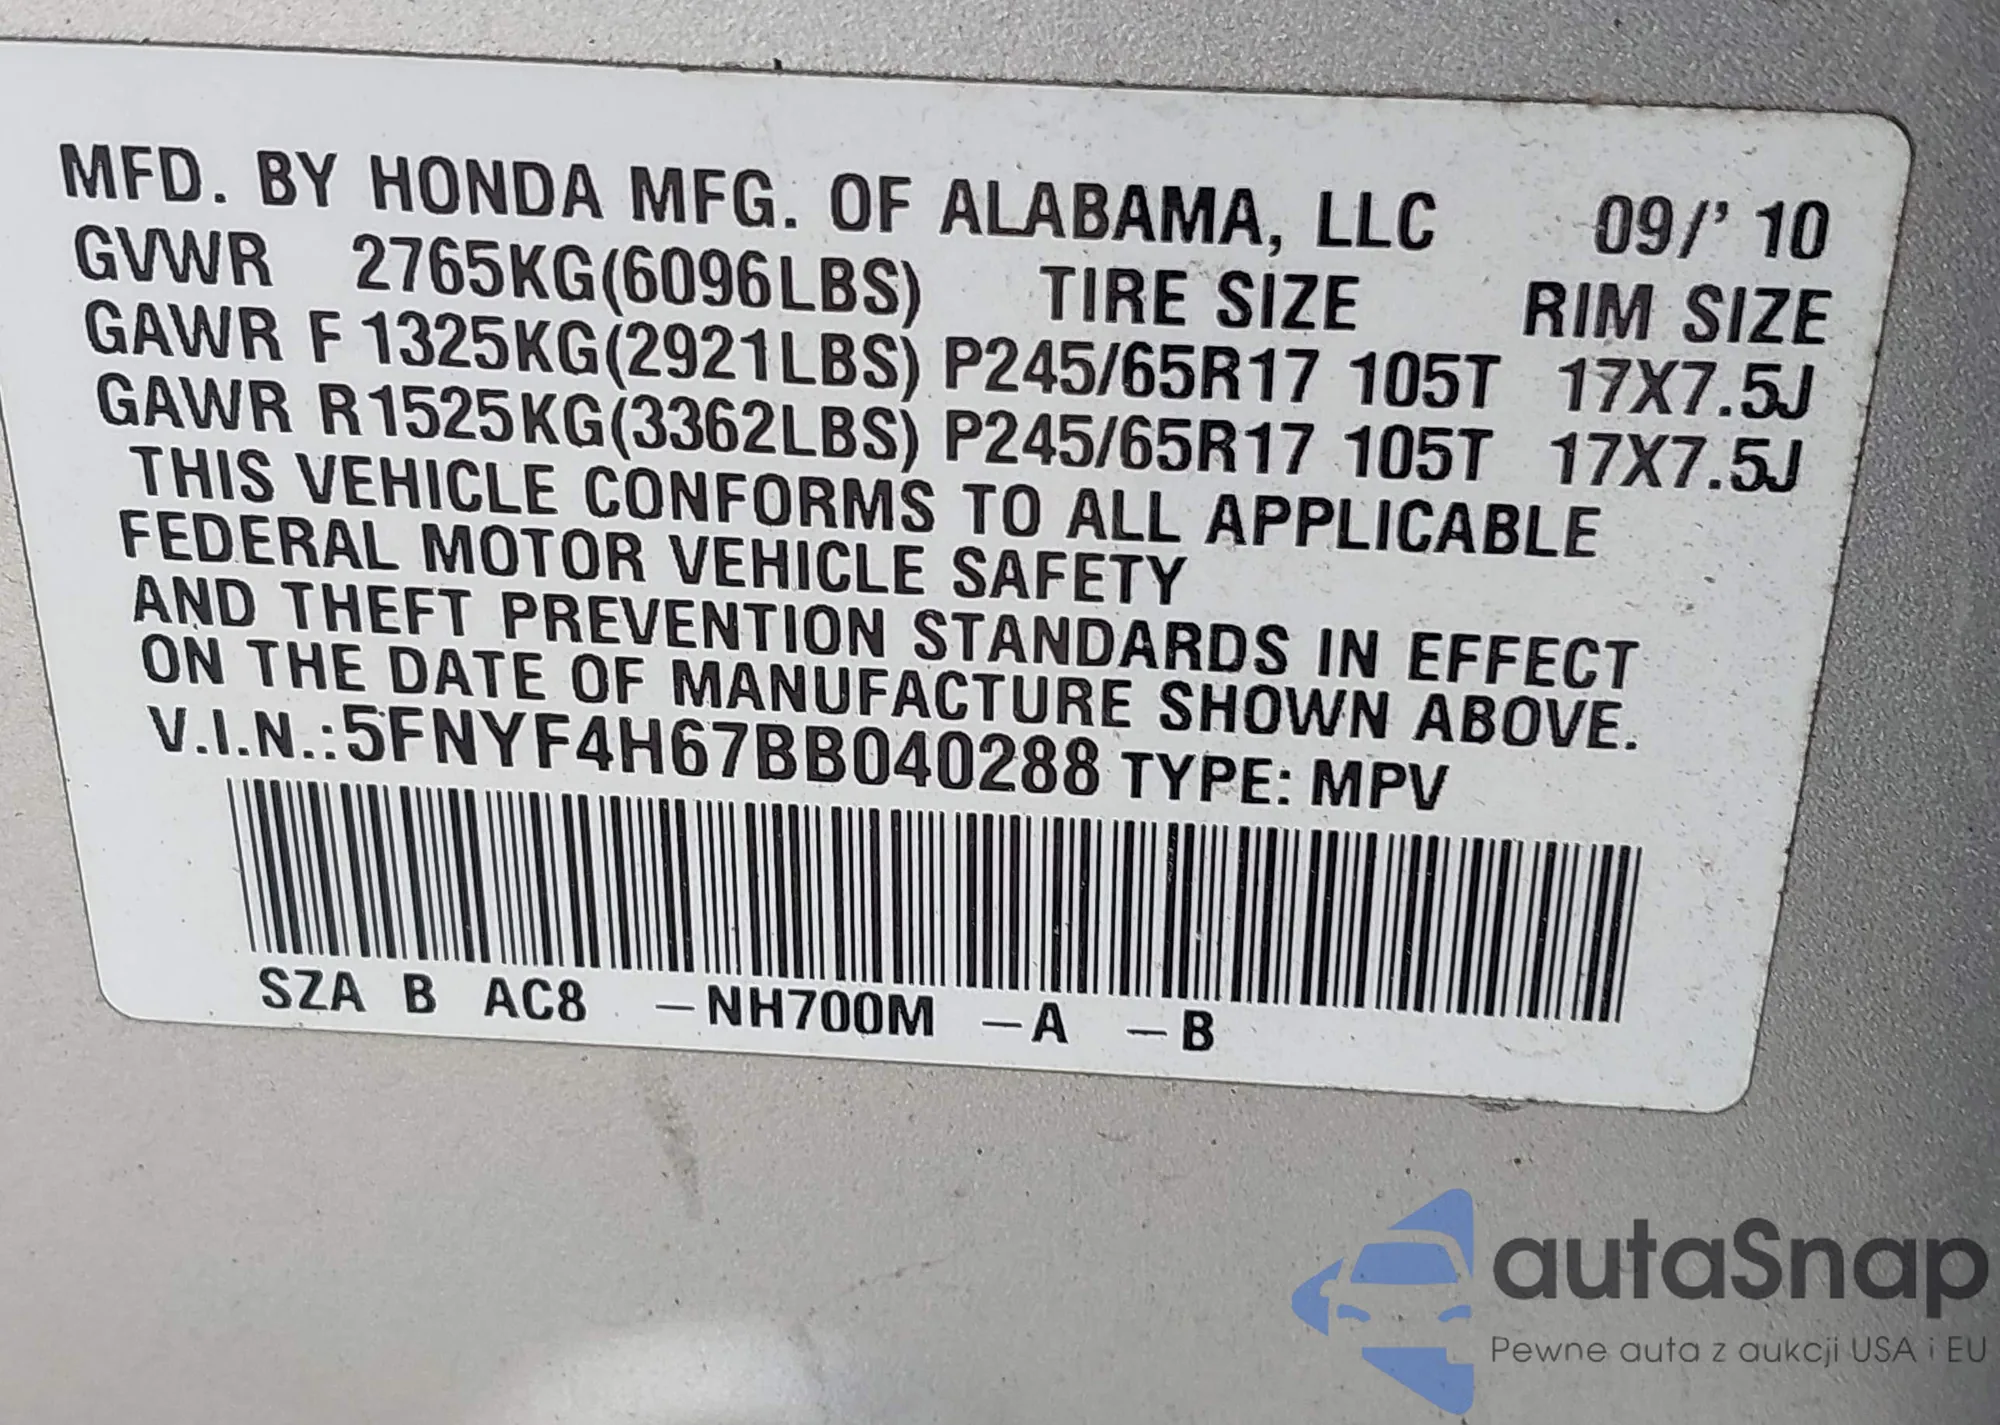 MFD. BY HONDA MFG. OF ALABAMA, LLC 09/' 10
GVWR 2765KG(6096LBS) TIRE SIZE RIM SIZE
GAWR F 1325KG(2921LBS) P245/65R17 105T 17X7.5J
GAWR R1525KG(3362LBS) P245/65R17 105T 17X7.5J
THIS VEHICLE CONFORMS TO ALL APPLICABLE
FEDERAL MOTOR VEHICLE SAFETY
AND THEFT PREVENTION STANDARDS IN EFFECT
ON THE DATE OF MANUFACTURE SHOWN ABOVE.
V.I.N.:5FNYF4H67BB040288 TYPE: MPV
SZA B AC8 -NH700M -A -B
autaSnap
Pewne auta z aukcji USA i EU